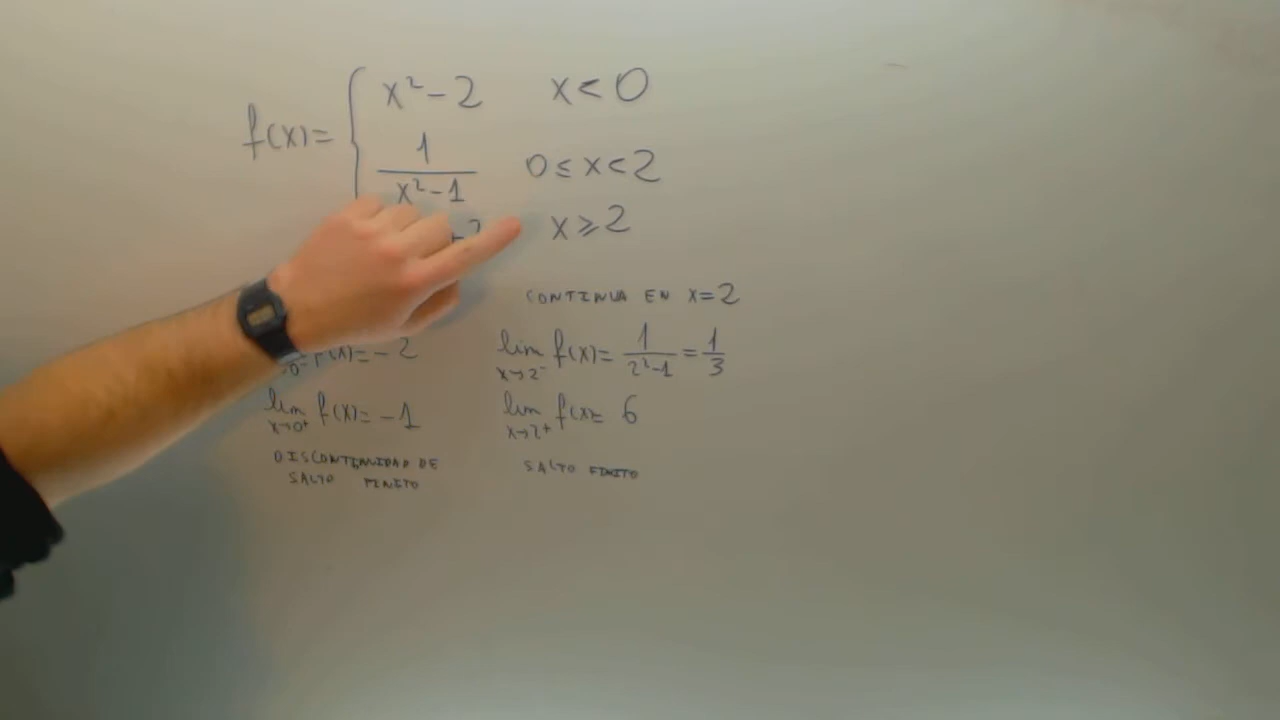 f(x)=
x²-2 x<0
1/(x²-1) 0≤x<2
x≥2
CONTINUA EN x=2
f(x)=-2
lim x→2⁻ f(x)= 1/(2²-1) = 1/3
lim x→0⁺ f(x)=-1
lim x→2⁺ f(x)= 6
DISCONTINUIDAD DE
SALTO FINITO
SALTO FINITO